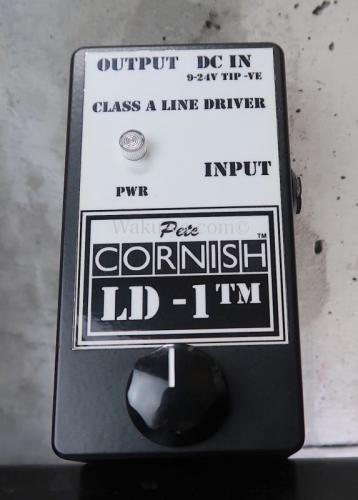 OUTPUT DC IN
9-24V TIP -VE
CLASS A LINE DRIVER
INPUT
PWR
Pete
CORNISH™
LD -1™